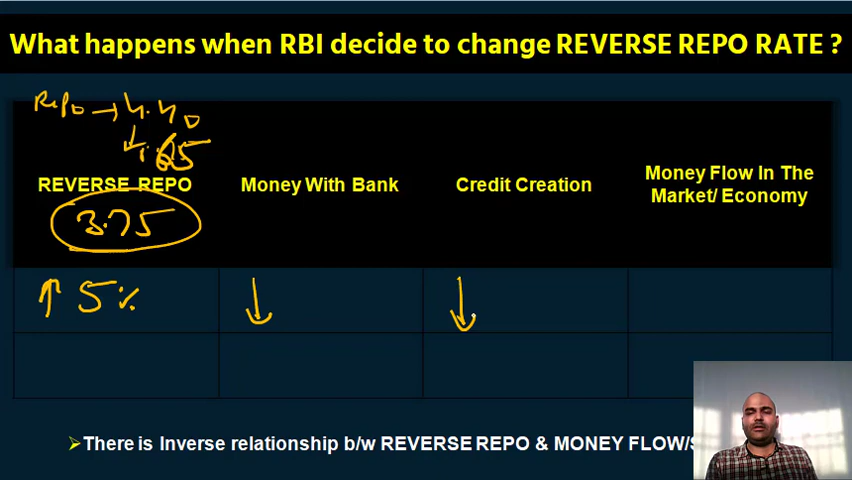 What happens when RBI decide to change REVERSE REPO RATE ?
Repo → 4.40
↓ 4.65
REVERSE REPO
Money With Bank
Credit Creation
Money Flow In The
Market/ Economy
3.75
↑ 5 %
↓
↓
There is Inverse relationship b/w REVERSE REPO & MONEY FLOW/